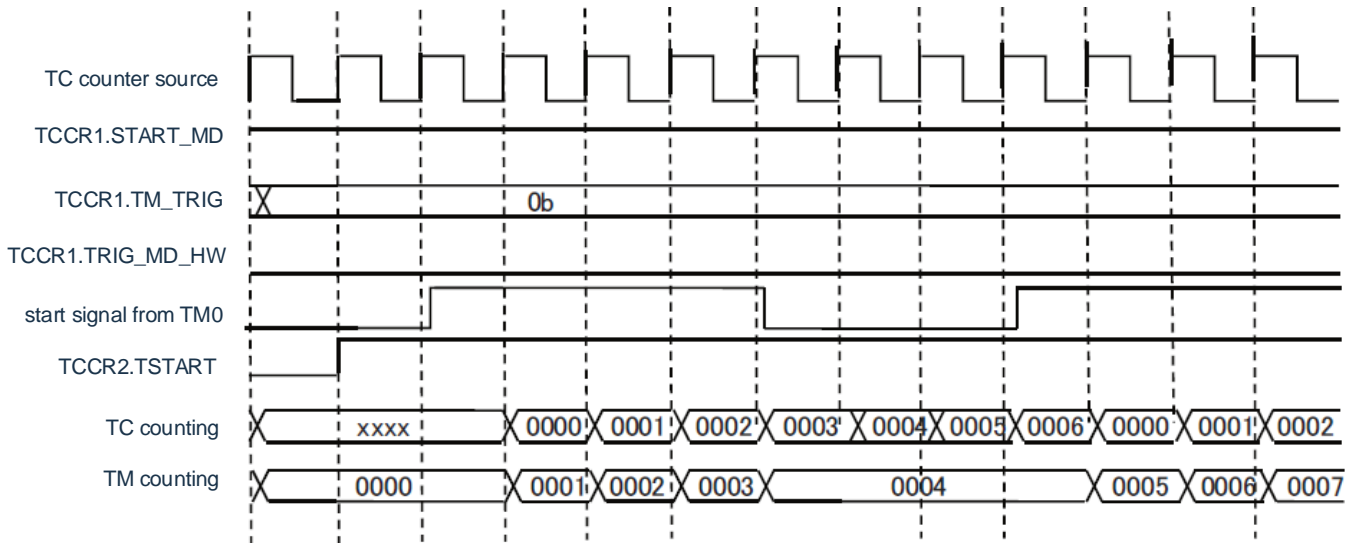 TC counter source
TCCR1.START_MD
TCCR1.TM_TRIG 0b
TCCR1.TRIG_MD_HW
start signal from TM0
TCCR2.TSTART
TC counting xxxx 0000 0001 0002 0003 0004 0005 0006 0000 0001 0002
TM counting 0000 0001 0002 0003 0004 0005 0006 0007